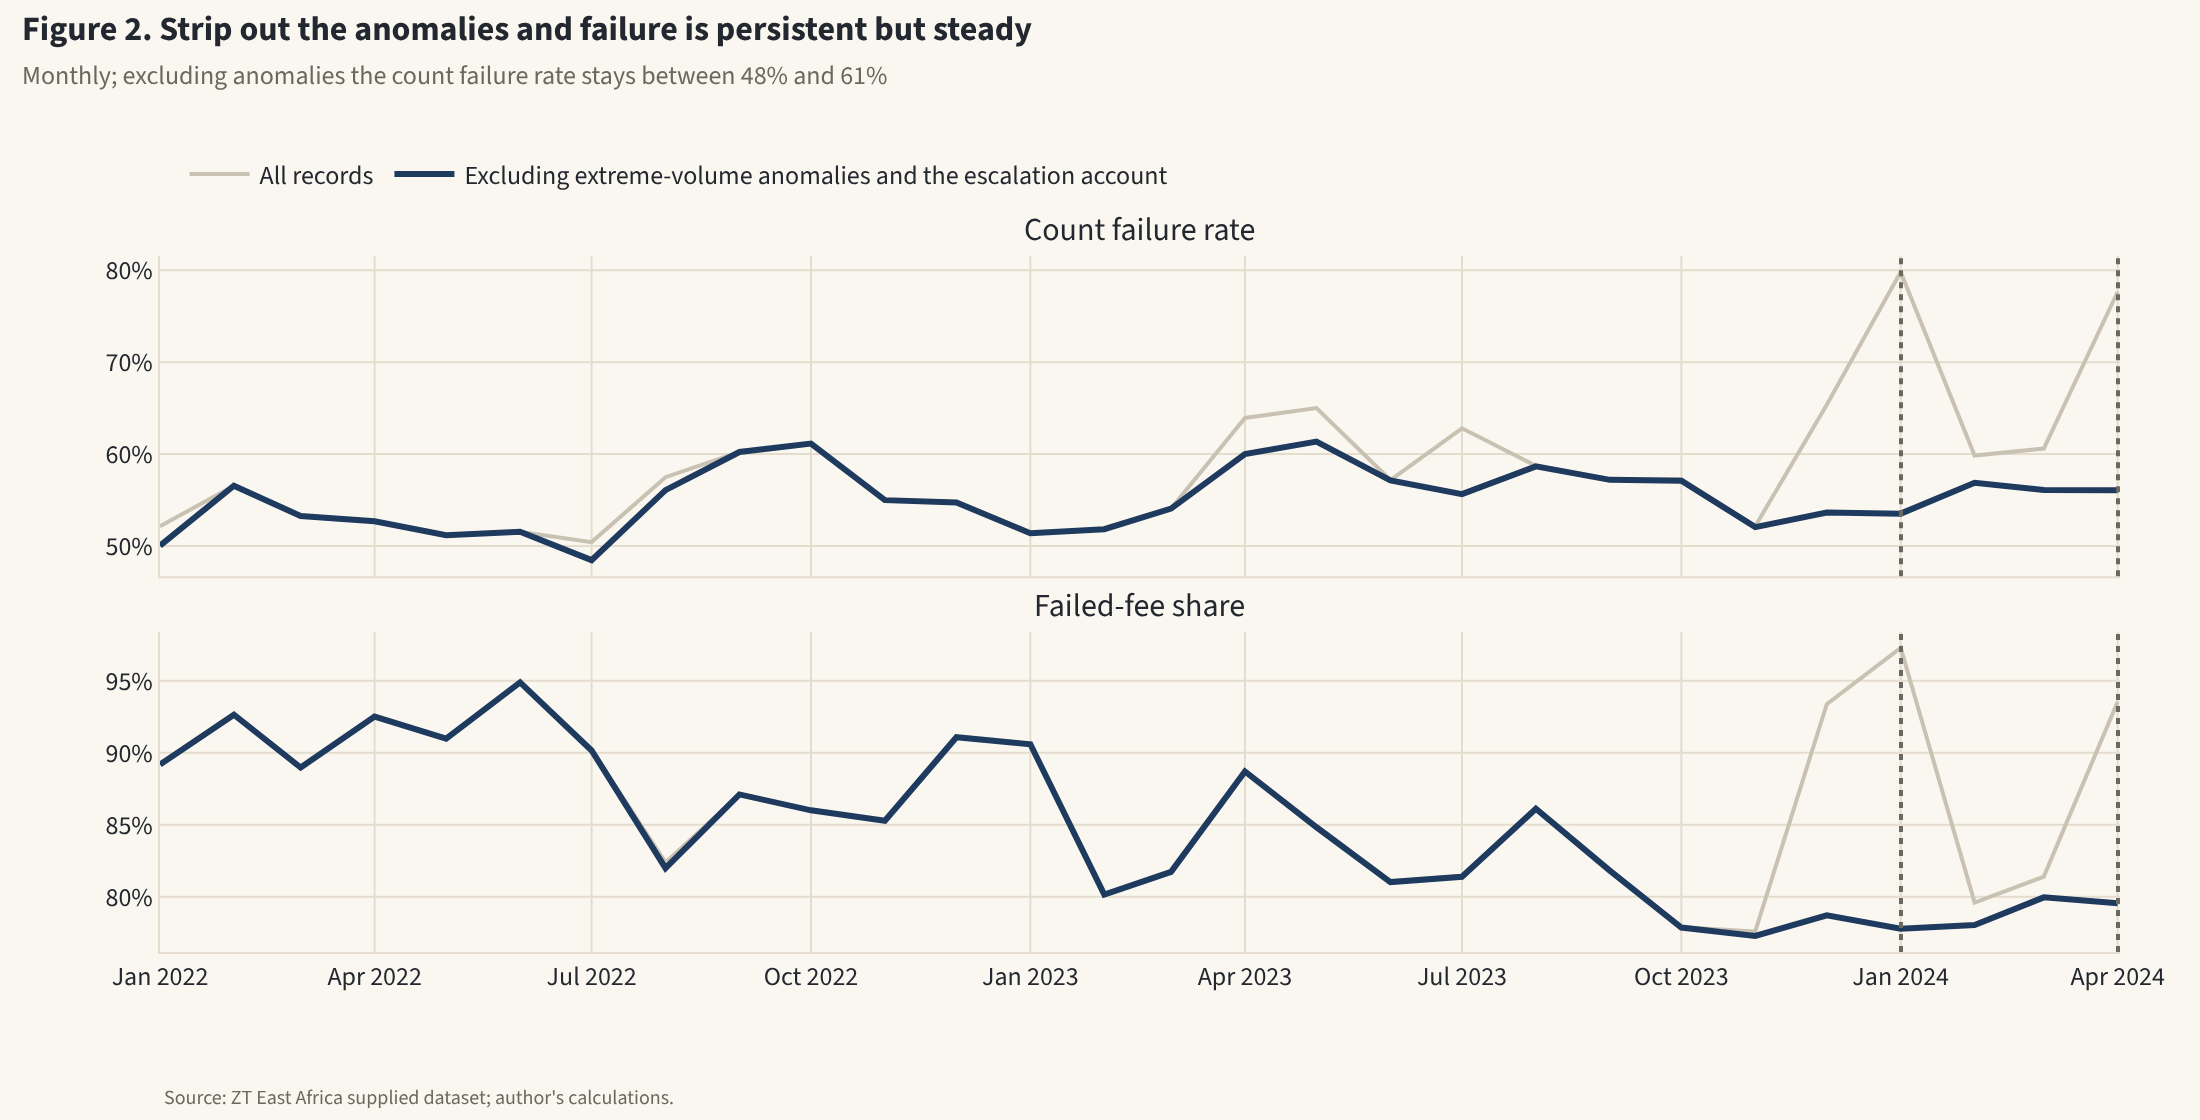 Figure 2. Strip out the anomalies and failure is persistent but steady
Monthly; excluding anomalies the count failure rate stays between 48% and 61%
All records
Excluding extreme-volume anomalies and the escalation account
Count failure rate
80%
70%
60%
50%
Failed-fee share
95%
90%
85%
80%
Jan 2022
Apr 2022
Jul 2022
Oct 2022
Jan 2023
Apr 2023
Jul 2023
Oct 2023
Jan 2024
Apr 2024
Source: ZT East Africa supplied dataset; author's calculations.